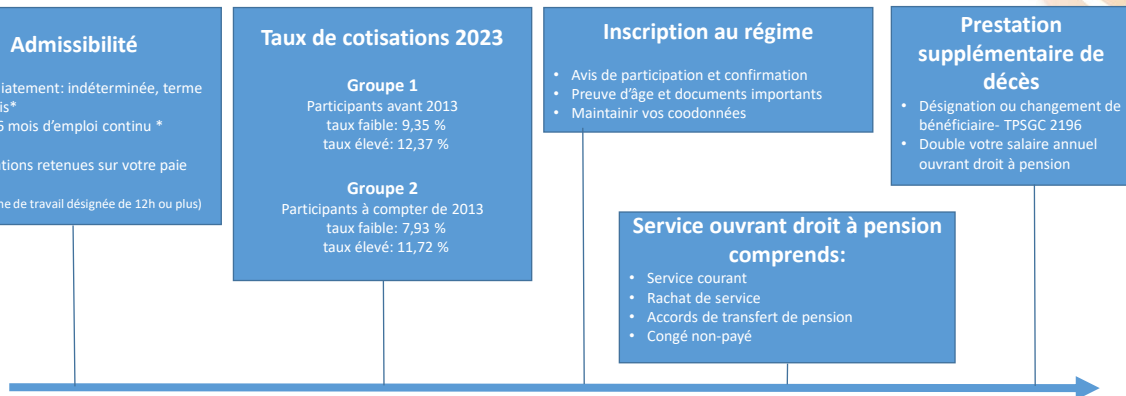 Admissibilité
iatement: indéterminée, terme
is*
6 mois d'emploi continu *
ations retenues sur votre paie
ne de travail désignée de 12h ou plus)
Taux de cotisations 2023
Groupe 1
Participants avant 2013
taux faible: 9,35 %
taux élevé: 12,37 %
Groupe 2
Participants à compter de 2013
taux faible: 7,93 %
taux élevé: 11,72 %
Inscription au régime
• Avis de participation et confirmation
• Preuve d'âge et documents importants
• Maintainir vos coodonnées
Service ouvrant droit à pension
comprends:
• Service courant
• Rachat de service
• Accords de transfert de pension
• Congé non-payé
Prestation
supplémentaire de
décès
• Désignation ou changement de
bénéficiaire- TPSGC 2196
• Double votre salaire annuel
ouvrant droit à pension